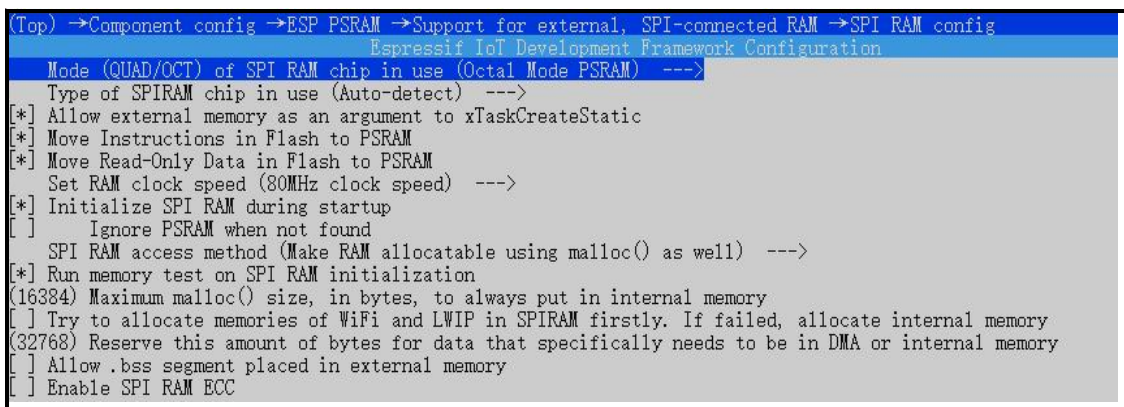 (Top) →Component config →ESP PSRAM →Support for external, SPI-connected RAM →SPI RAM config
Espressif IoT Development Framework Configuration
Mode (QUAD/OCT) of SPI RAM chip in use (Octal Mode PSRAM) --->
Type of SPIRAM chip in use (Auto-detect) --->
[*] Allow external memory as an argument to xTaskCreateStatic
[*] Move Instructions in Flash to PSRAM
[*] Move Read-Only Data in Flash to PSRAM
Set RAM clock speed (80MHz clock speed) --->
[*] Initialize SPI RAM during startup
[ ] Ignore PSRAM when not found
SPI RAM access method (Make RAM allocatable using malloc() as well) --->
[*] Run memory test on SPI RAM initialization
(16384) Maximum malloc() size, in bytes, to always put in internal memory
[ ] Try to allocate memories of WiFi and LWIP in SPIRAM firstly. If failed, allocate internal memory
(32768) Reserve this amount of bytes for data that specifically needs to be in DMA or internal memory
[ ] Allow .bss segment placed in external memory
[ ] Enable SPI RAM ECC